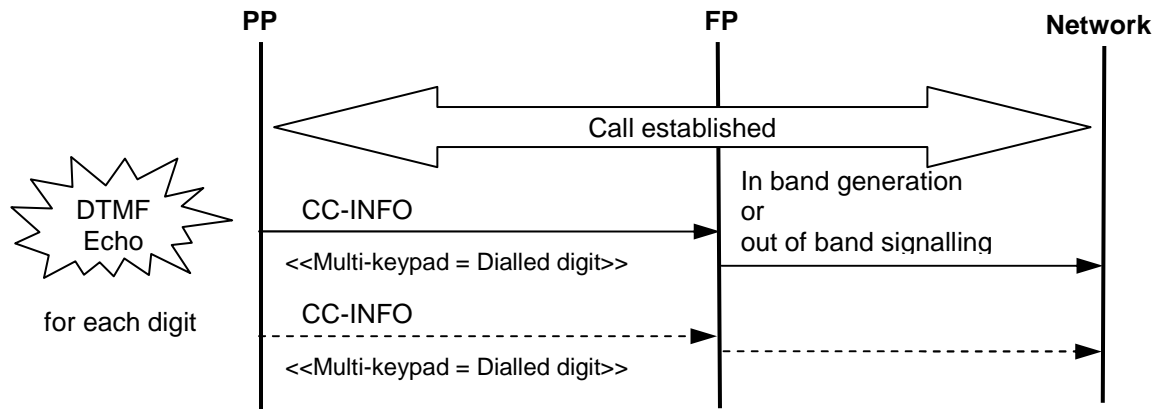 PP
FP
Network
Call established
DTMF
Echo
for each digit
CC-INFO
<<Multi-keypad = Dialled digit>>
In band generation
or
out of band signalling
CC-INFO
<<Multi-keypad = Dialled digit>>